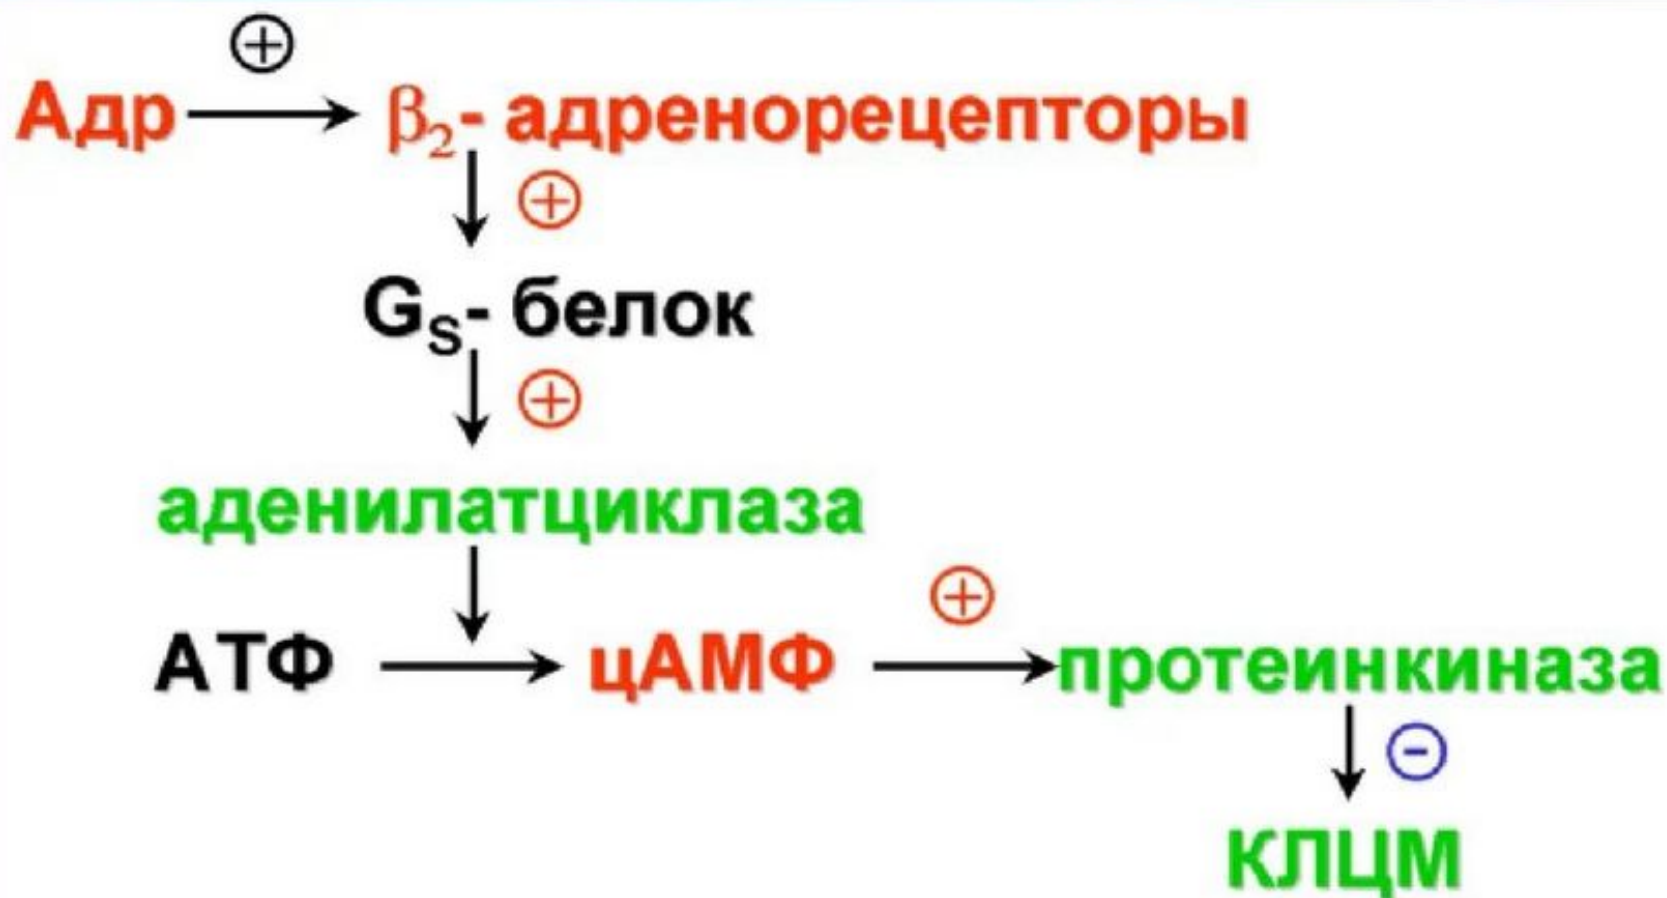 ⊕
Адр → β₂- адренорецепторы
⊕
Gₛ- белок
⊕
аденилатциклаза
⊕
АТФ → цАМФ → протеинкиназа
⊖
КЛЦМ